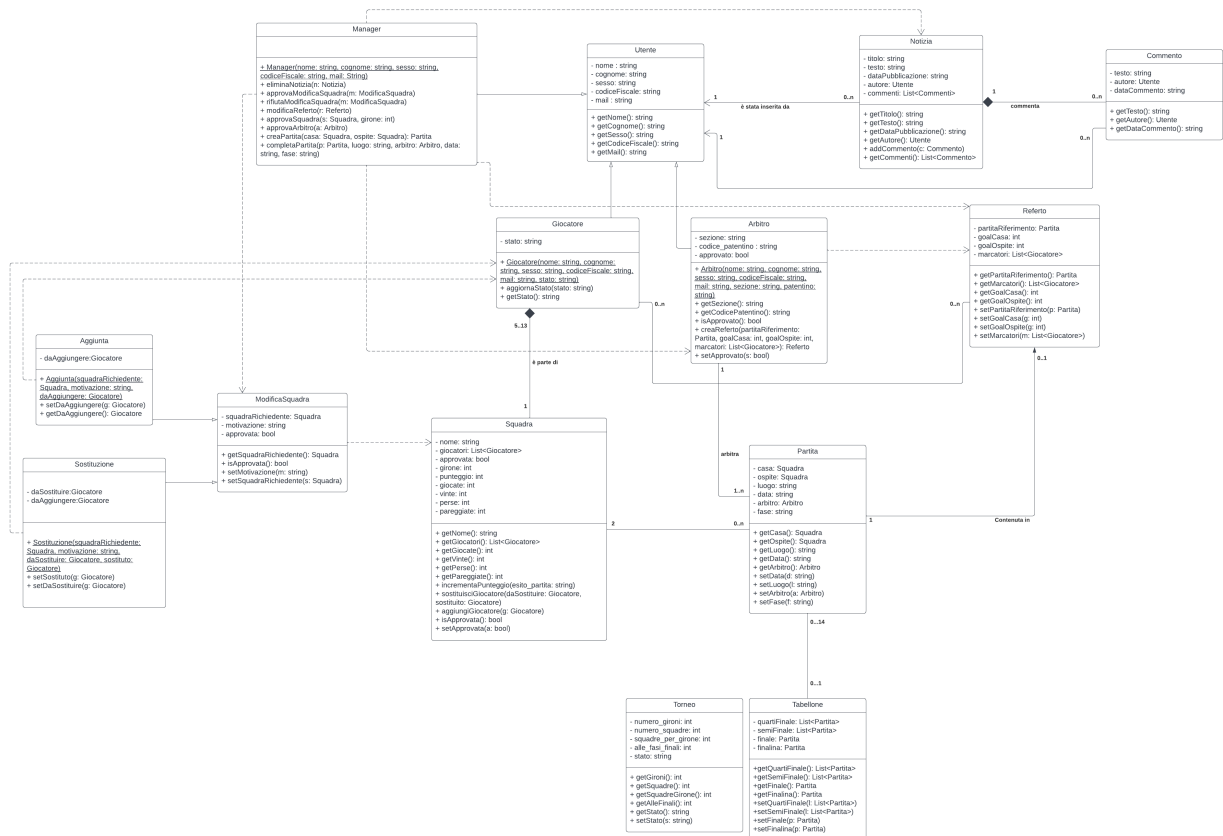 Manager
+ Manager(nome: string, cognome: string, sesso: string,
codiceFiscale: string, mail: String)
+ eliminaNotizia(n: Notizia)
+ approvaModificaSquadra(m: ModificaSquadra)
+ rifiutaModificaSquadra(m: ModificaSquadra)
+ modificaReferto(r: Referto)
+ approvaSquadra(s: Squadra, girone: int)
+ approvaArbitro(a: Arbitro)
+ creaPartita(casa: Squadra, ospite: Squadra): Partita
+ completaPartita(p: Partita, luogo: string, arbitro: Arbitro, data:
string, fase: string)
Utente
- nome : string
- cognome: string
- sesso: string
- codiceFiscale: string
- mail : string
+ getNome(): string
+ getCognome(): string
+ getSesso(): string
+ getCodiceFiscale(): string
+ getMail(): string
1
è stata inserita da
0..n
1
Notizia
- titolo: string
- testo: string
- dataPubblicazione: string
- autore: Utente
- commenti: List<Commenti>
+ getTitolo(): string
+ getTesto(): string
+ getDataPubblicazione(): string
+ getAutore(): Utente
+ addCommento(c: Commento)
+ getCommenti(): List<Commento>
1
commenta
0..n
0..n
Commento
- testo: string
- autore: Utente
- dataCommento: string
+ getTesto(): string
+ getAutore(): Utente
+ getDataCommento(): string
Giocatore
- stato: string
+ Giocatore(nome: string, cognome:
string, sesso: string, codiceFiscale: string,
mail: string, stato: string)
+ aggiornaStato(stato: string)
+ getStato(): string
0..n
5..13
è parte di
1
Arbitro
- sezione: string
- codice_patentino : string
- approvato: bool
+ Arbitro(nome: string, cognome: string,
sesso: string, codiceFiscale: string,
mail: string, sezione: string, patentino:
string)
+ getSezione(): string
+ getCodicePatentino(): string
+ isApprovato(): bool
+ creaReferto(partitaRiferimento:
Partita, goalCasa: int, goalOspite: int,
marcatori: List<Giocatore>): Referto
+ setApprovato(s: bool)
1
arbitra
1..n
Referto
- partitaRiferimento: Partita
- goalCasa: int
- goalOspite: int
- marcatori: List<Giocatore>
+ getPartitaRiferimento(): Partita
+ getMarcatori(): List<Giocatore>
+ getGoalCasa(): int
+ getGoalOspite(): int
+ setPartitaRiferimento(p: Partita)
+ setGoalCasa(g: int)
+ setGoalOspite(g: int)
+ setMarcatori(m: List<Giocatore>)
0..n
0..1
Aggiunta
- daAggiungere:Giocatore
+ Aggiunta(squadraRichiedente:
Squadra, motivazione: string,
daAggiungere: Giocatore)
+ setDaAggiungere(g: Giocatore)
+ getDaAggiungere(): Giocatore
ModificaSquadra
- squadraRichiedente: Squadra
- motivazione: string
- approvata: bool
+ getSquadraRichiedente(): Squadra
+ isApprovata(): bool
+ setMotivazione(m: string)
+ setSquadraRichiedente(s: Squadra)
Sostituzione
- daSostituire:Giocatore
- daAggiungere:Giocatore
+ Sostituzione(squadraRichiedente:
Squadra, motivazione: string,
daSostituire: Giocatore, sostituto:
Giocatore)
+ setSostituto(g: Giocatore)
+ setDaSostituire(g: Giocatore)
Squadra
- nome: string
- giocatori: List<Giocatore>
- approvata: bool
- girone: int
- punteggio: int
- giocate: int
- vinte: int
- perse: int
- pareggiate: int
+ getNome(): string
+ getGiocatori(): List<Giocatore>
+ getGiocate(): int
+ getVinte(): int
+ getPerse(): int
+ getPareggiate(): int
+ incrementaPunteggio(esito_partita: string)
+ sostituisciGiocatore(daSostituire: Giocatore,
sostituito: Giocatore)
+ aggiungiGiocatore(g: Giocatore)
+ isApprovata(): bool
+ setApprovata(a: bool)
2
0..n
Partita
- casa: Squadra
- ospite: Squadra
- luogo: string
- data: string
- arbitro: Arbitro
- fase: string
+ getCasa(): Squadra
+ getOspite(): Squadra
+ getLuogo(): string
+ getData(): string
+ getArbitro(): Arbitro
+ setData(d: string)
+ setLuogo(l: string)
+ setArbitro(a: Arbitro)
+ setFase(f: string)
1
Contenuta in
0...14
0...1
Torneo
- numero_gironi: int
- numero_squadre: int
- squadre_per_girone: int
- alle_fasi_finali: int
- stato: string
+ getGironi(): int
+ getSquadre(): int
+ getSquadreGirone(): int
+ getAlleFinali(): int
+ getStato(): string
+ setStato(s: string)
Tabellone
- quartiFinale: List<Partita>
- semiFinale: List<Partita>
- finale: Partita
- finalina: Partita
+getQuartiFinale(): List<Partita>
+getSemiFinale(): List<Partita>
+getFinale(): Partita
+getFinalina(): Partita
+setQuartiFinale(l: List<Partita>)
+setSemiFinale(l: List<Partita>)
+setFinale(p: Partita)
+setFinalina(p: Partita)